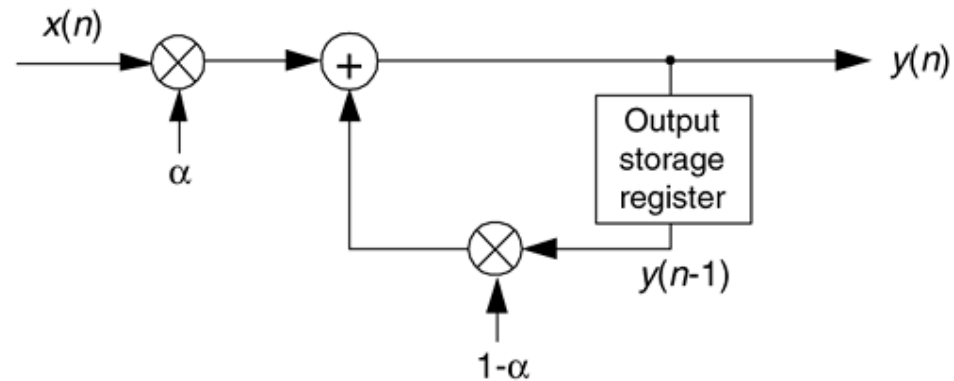 x(n)
y(n)
+
Output
storage
register
α
y(n-1)
1-α